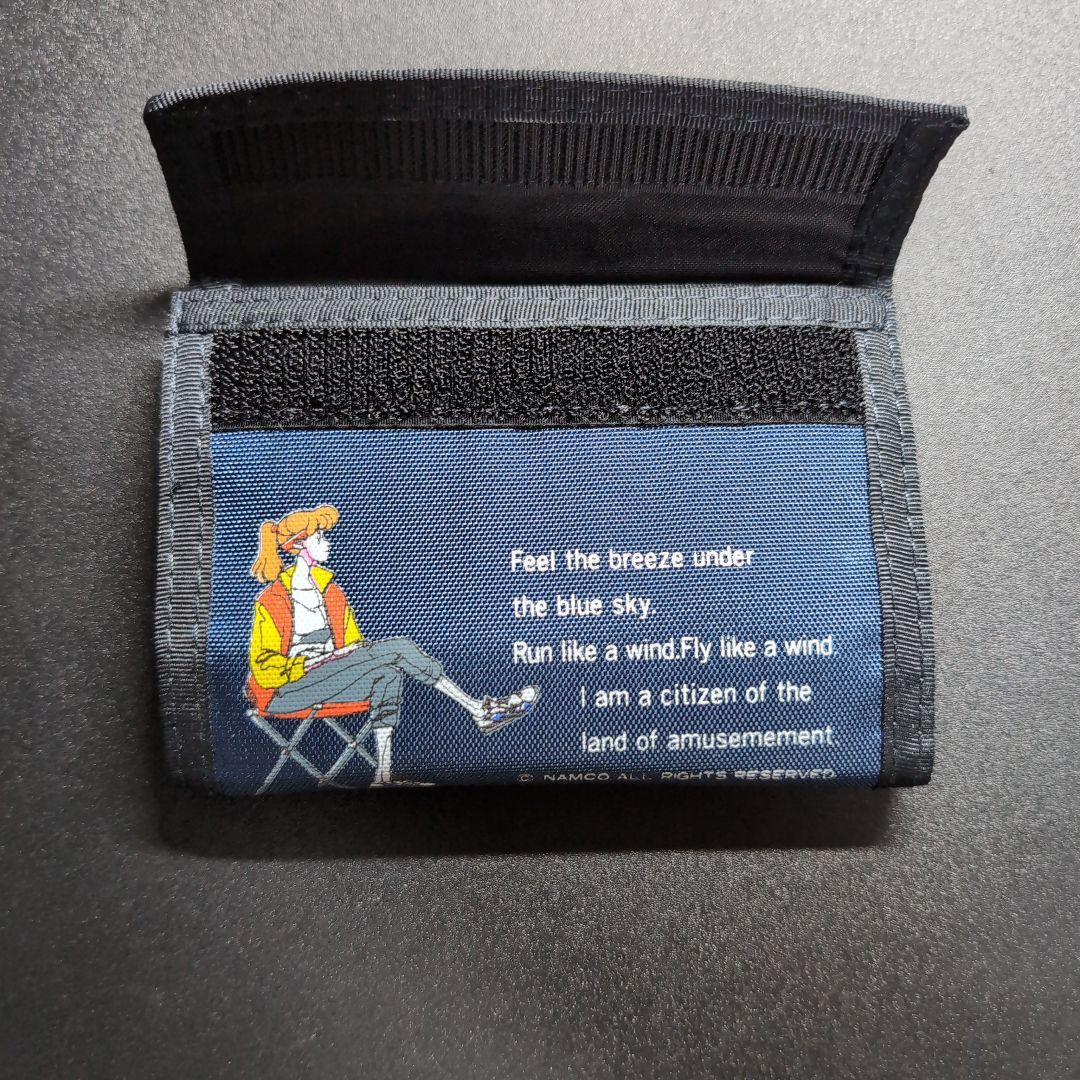 Feel the breeze under
the blue sky.
Run like a wind.Fly like a wind
I am a citizen of the
land of amusemement
© NAMCO ALL RIGHTS RESERVED